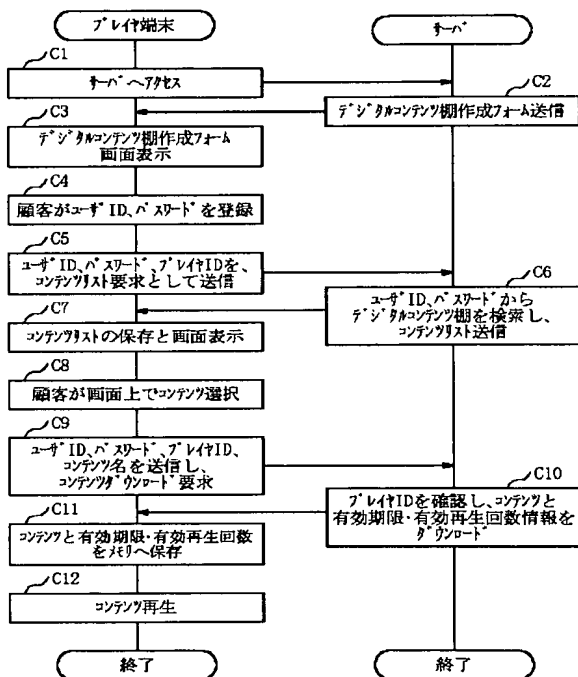 プレイヤ端末
サーバ
C1
サーバへアクセス
C2
デジタルコンテンツ棚作成フォーム送信
C3
デジタルコンテンツ棚作成フォーム
画面表示
C4
顧客がユーザID、パスワードを登録
C5
ユーザID、パスワード、プレイヤIDを、
コンテンツリスト要求として送信
C6
ユーザID、パスワードから
デジタルコンテンツ棚を検索し、
コンテンツリスト送信
C7
コンテンツリストの保存と画面表示
C8
顧客が画面上でコンテンツ選択
C9
ユーザID、パスワード、プレイヤID、
コンテンツ名を送信し、
コンテンツダウンロード要求
C10
プレイヤIDを確認し、コンテンツと
有効期限・有効再生回数情報を
ダウンロード
C11
コンテンツと有効期限・有効再生回数
をメモリへ保存
C12
コンテンツ再生
終了
終了